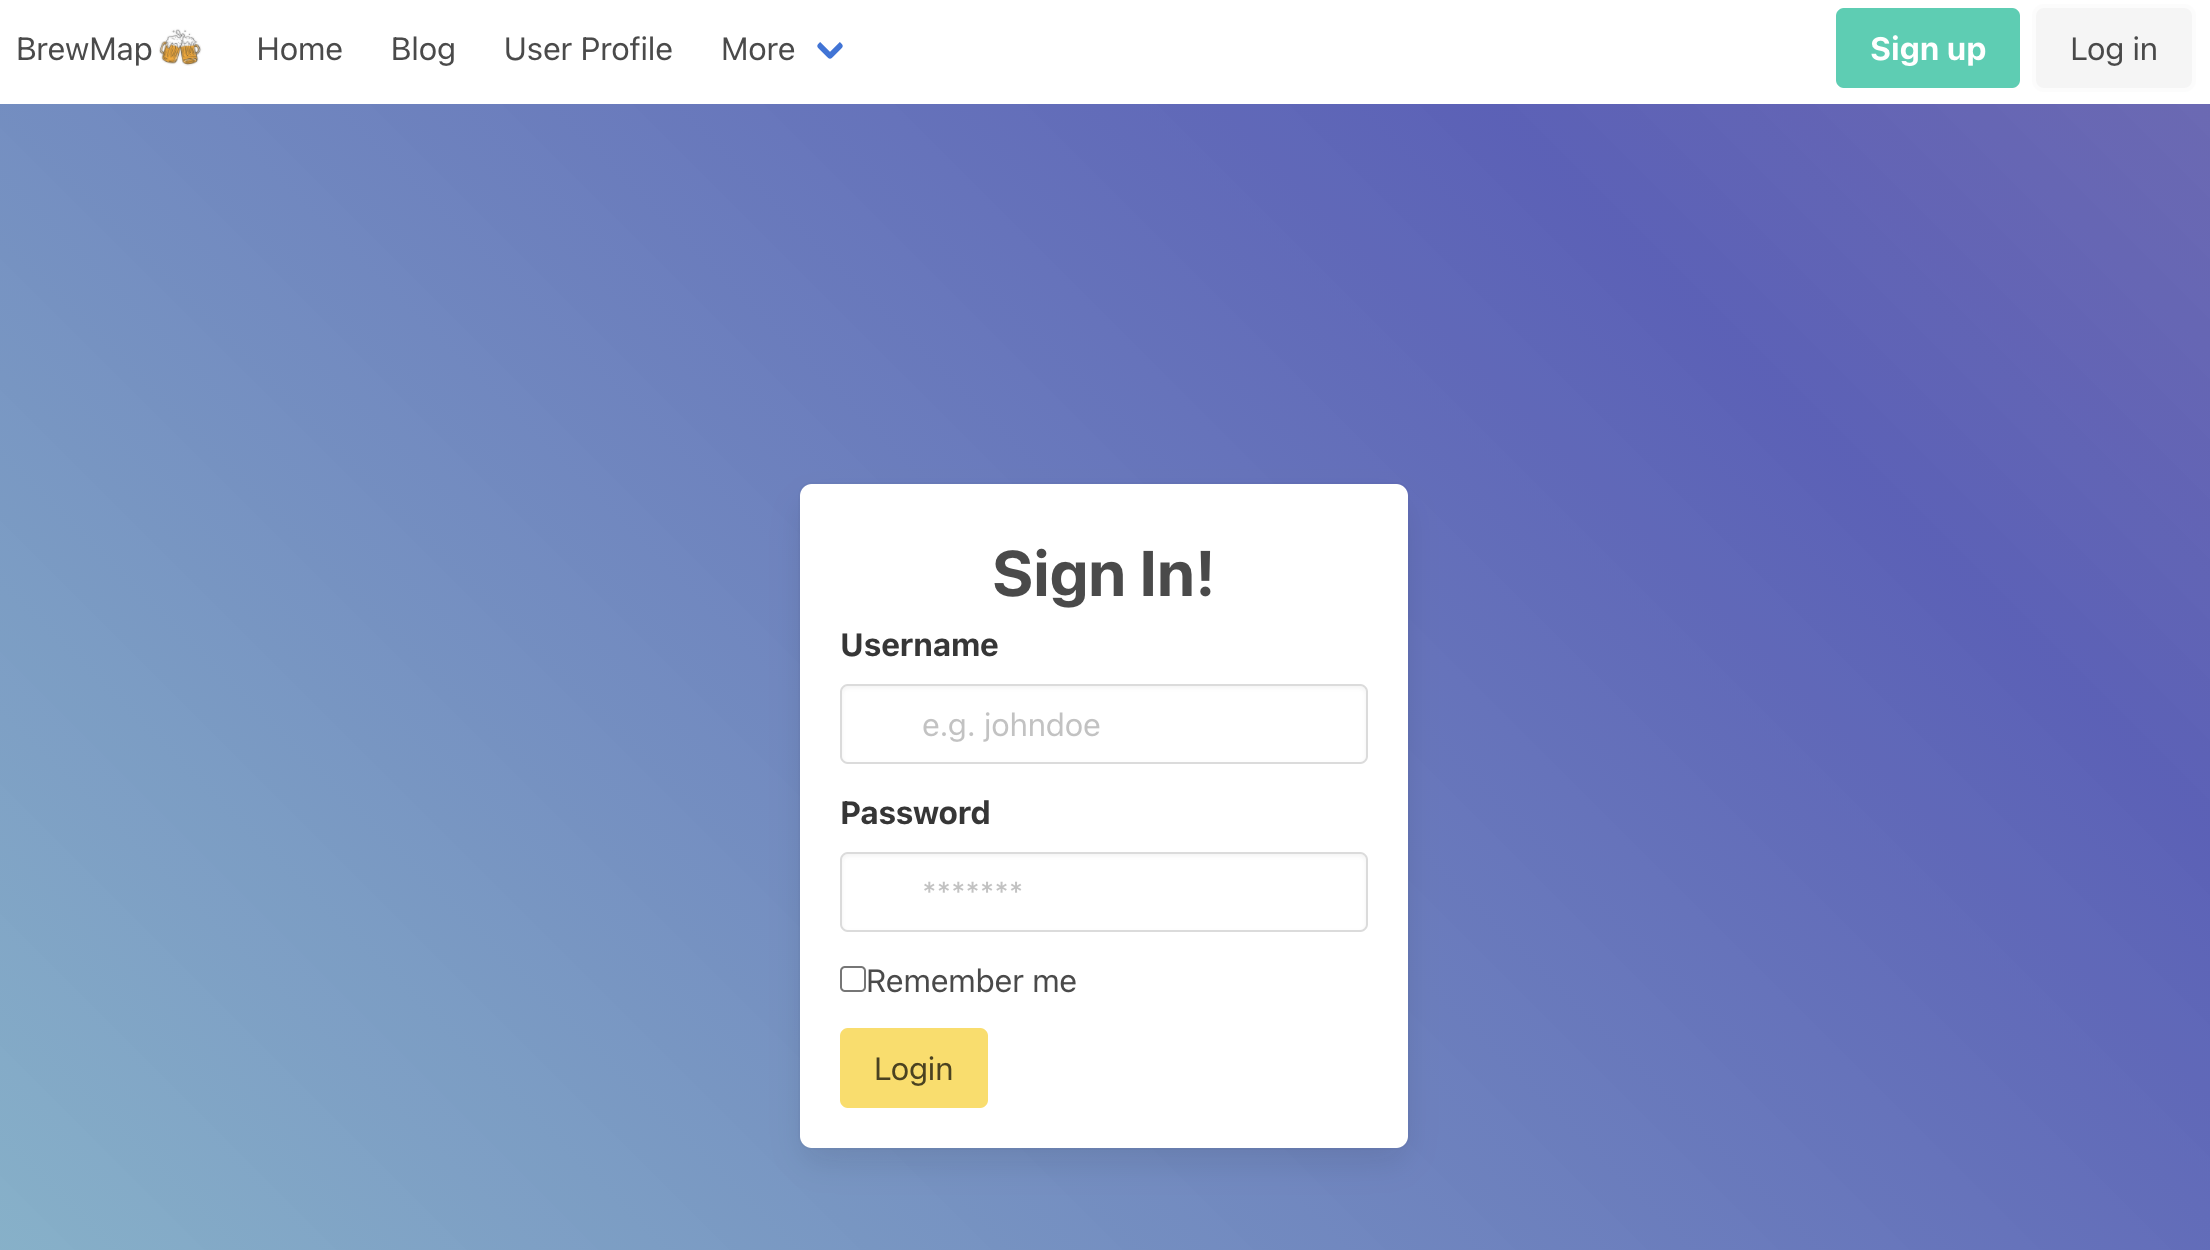 BrewMap🍻 Home Blog User Profile More Sign up Log in
Sign In!
Username
e.g. johndoe
Password
*******
Remember me
Login